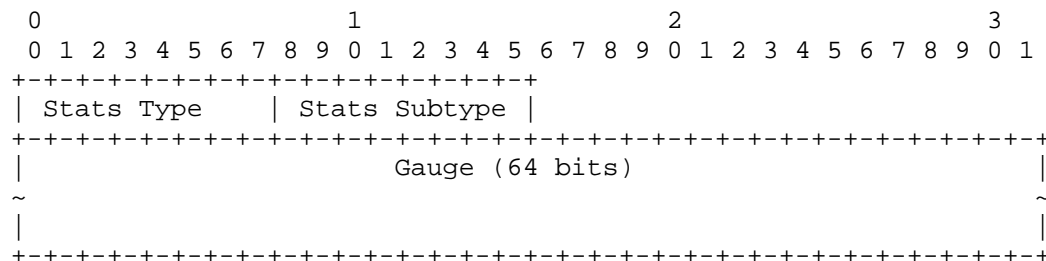 0                   1                   2                   3
 0 1 2 3 4 5 6 7 8 9 0 1 2 3 4 5 6 7 8 9 0 1 2 3 4 5 6 7 8 9 0 1
+-+-+-+-+-+-+-+-+-+-+-+-+-+-+-+-+
| Stats Type    | Stats Subtype |
+-+-+-+-+-+-+-+-+-+-+-+-+-+-+-+-+-+-+-+-+-+-+-+-+-+-+-+-+-+-+-+-+
|                       Gauge (64 bits)                         |
~                                                               ~
|                                                               |
+-+-+-+-+-+-+-+-+-+-+-+-+-+-+-+-+-+-+-+-+-+-+-+-+-+-+-+-+-+-+-+-+